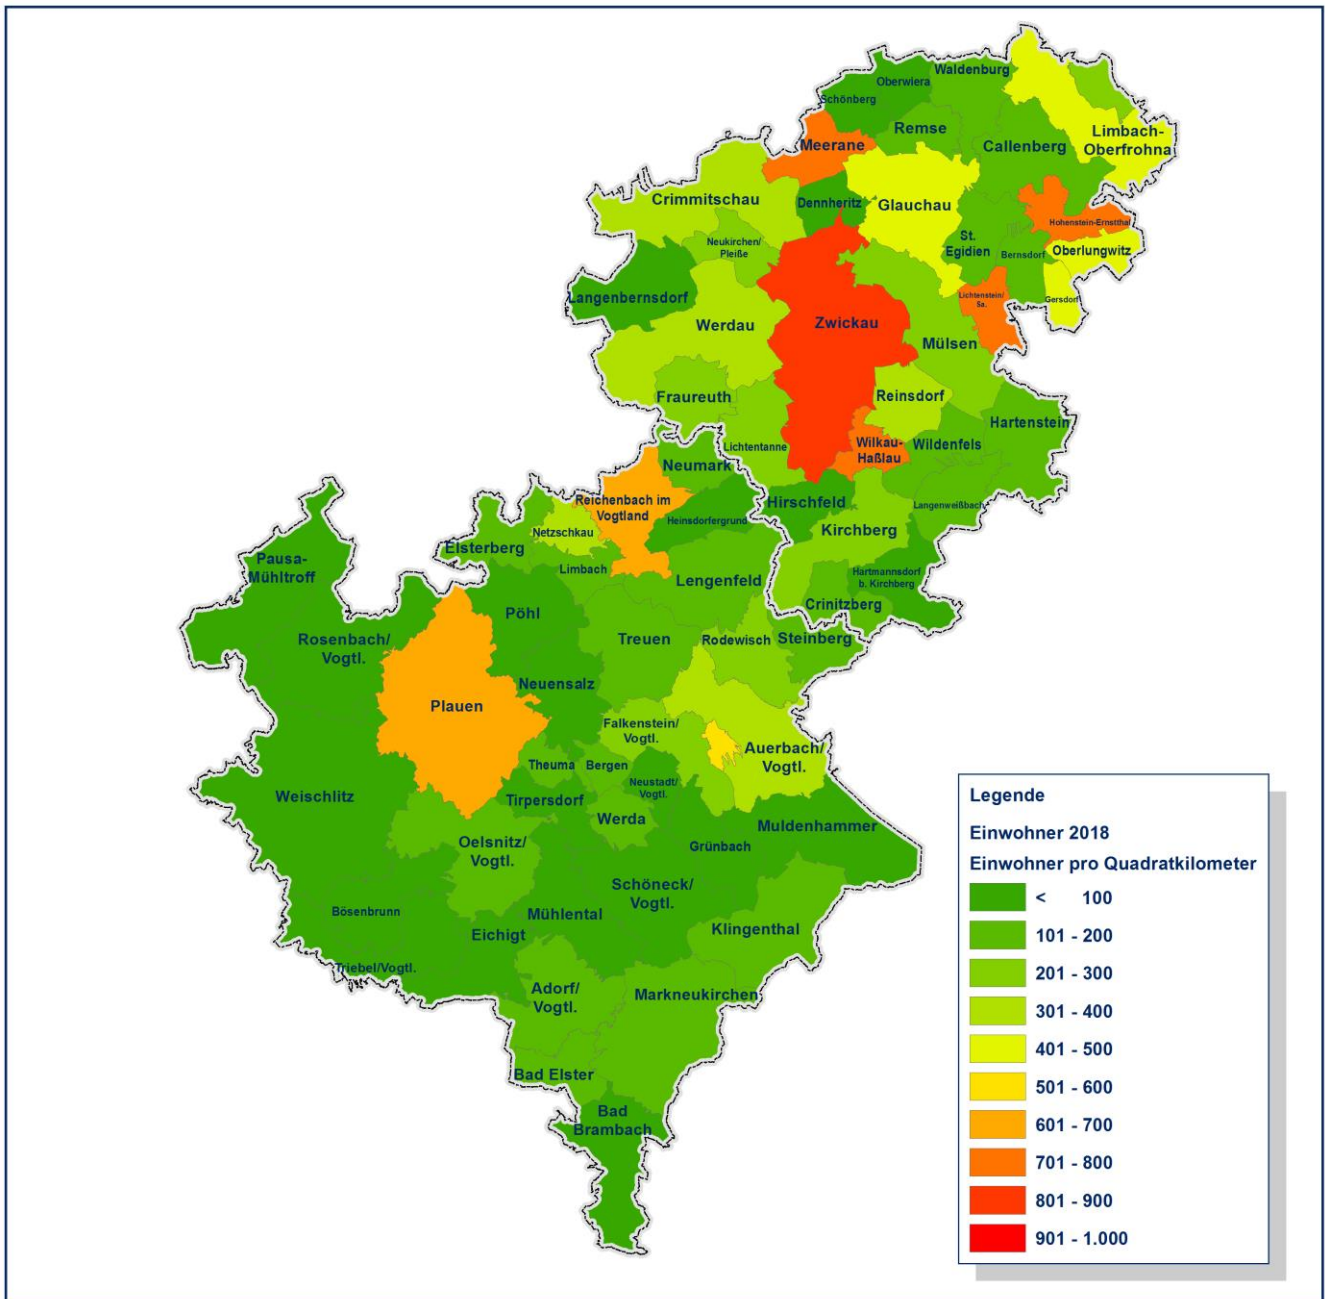 Waldenburg
Oberwiera
Schönberg
Remse
Limbach-
Oberfrohna
Callenberg
Meerane
Crimmitschau
Dennheritz
Glauchau
Hohenstein-Ernstthal
St.
Egidien
Bernsdorf
Oberlungwitz
Neukirchen/
Pleiße
Langenbernsdorf
Lichtenstein/
Sa.
Gersdorf
Werdau
Zwickau
Mülsen
Fraureuth
Reinsdorf
Hartenstein
Lichtentanne
Wilkau-
Haßlau
Wildenfels
Neumark
Reichenbach im
Vogtland
Heinsdorfergrund
Hirschfeld
Langenweißbach
Kirchberg
Netzschkau
Elsterberg
Limbach
Lengenfeld
Hartmannsdorf
b. Kirchberg
Crinitzberg
Pausa-
Mühltroff
Pöhl
Rosenbach/
Vogtl.
Treuen
Rodewisch
Steinberg
Neuensalz
Plauen
Falkenstein/
Vogtl.
Auerbach/
Vogtl.
Theuma
Bergen
Neustadt/
Vogtl.
Weischlitz
Tirpersdorf
Werda
Muldenhammer
Oelsnitz/
Vogtl.
Grünbach
Schöneck/
Vogtl.
Bösenbrunn
Mühlental
Eichigt
Klingenthal
Triebel/Vogtl.
Adorf/
Vogtl.
Markneukirchen
Bad Elster
Bad
Brambach
Legende
Einwohner 2018
Einwohner pro Quadratkilometer
< 100
101 - 200
201 - 300
301 - 400
401 - 500
501 - 600
601 - 700
701 - 800
801 - 900
901 - 1.000